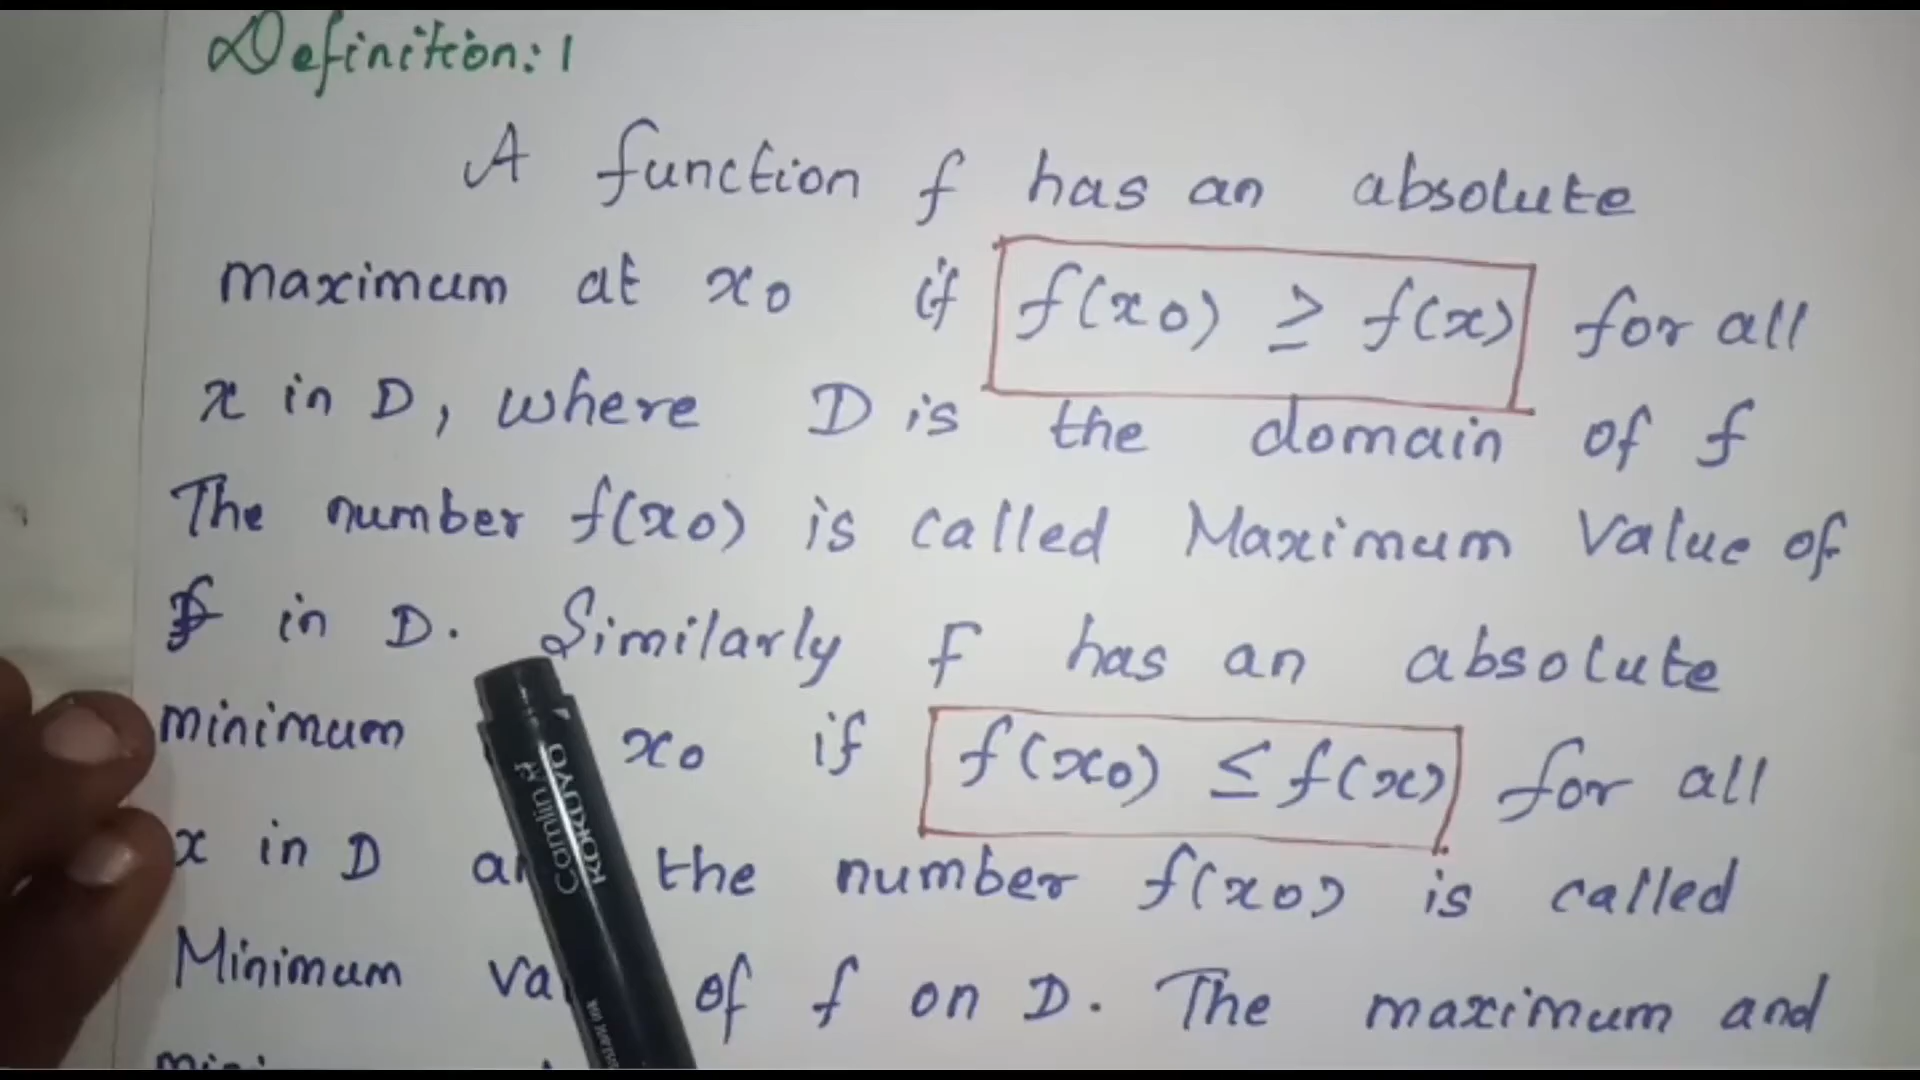 Definition: 1
A function f has an absolute
maximum at x₀ if f(x₀) ≥ f(x) for all
x in D, where D is the domain of f
The number f(x₀) is called Maximum Value of
f in D. Similarly f has an absolute
minimum x₀ if f(x₀) ≤ f(x) for all
x in D the number f(x₀) is called
Minimum of f on D. The maximum and
Camlin
KOKUYO